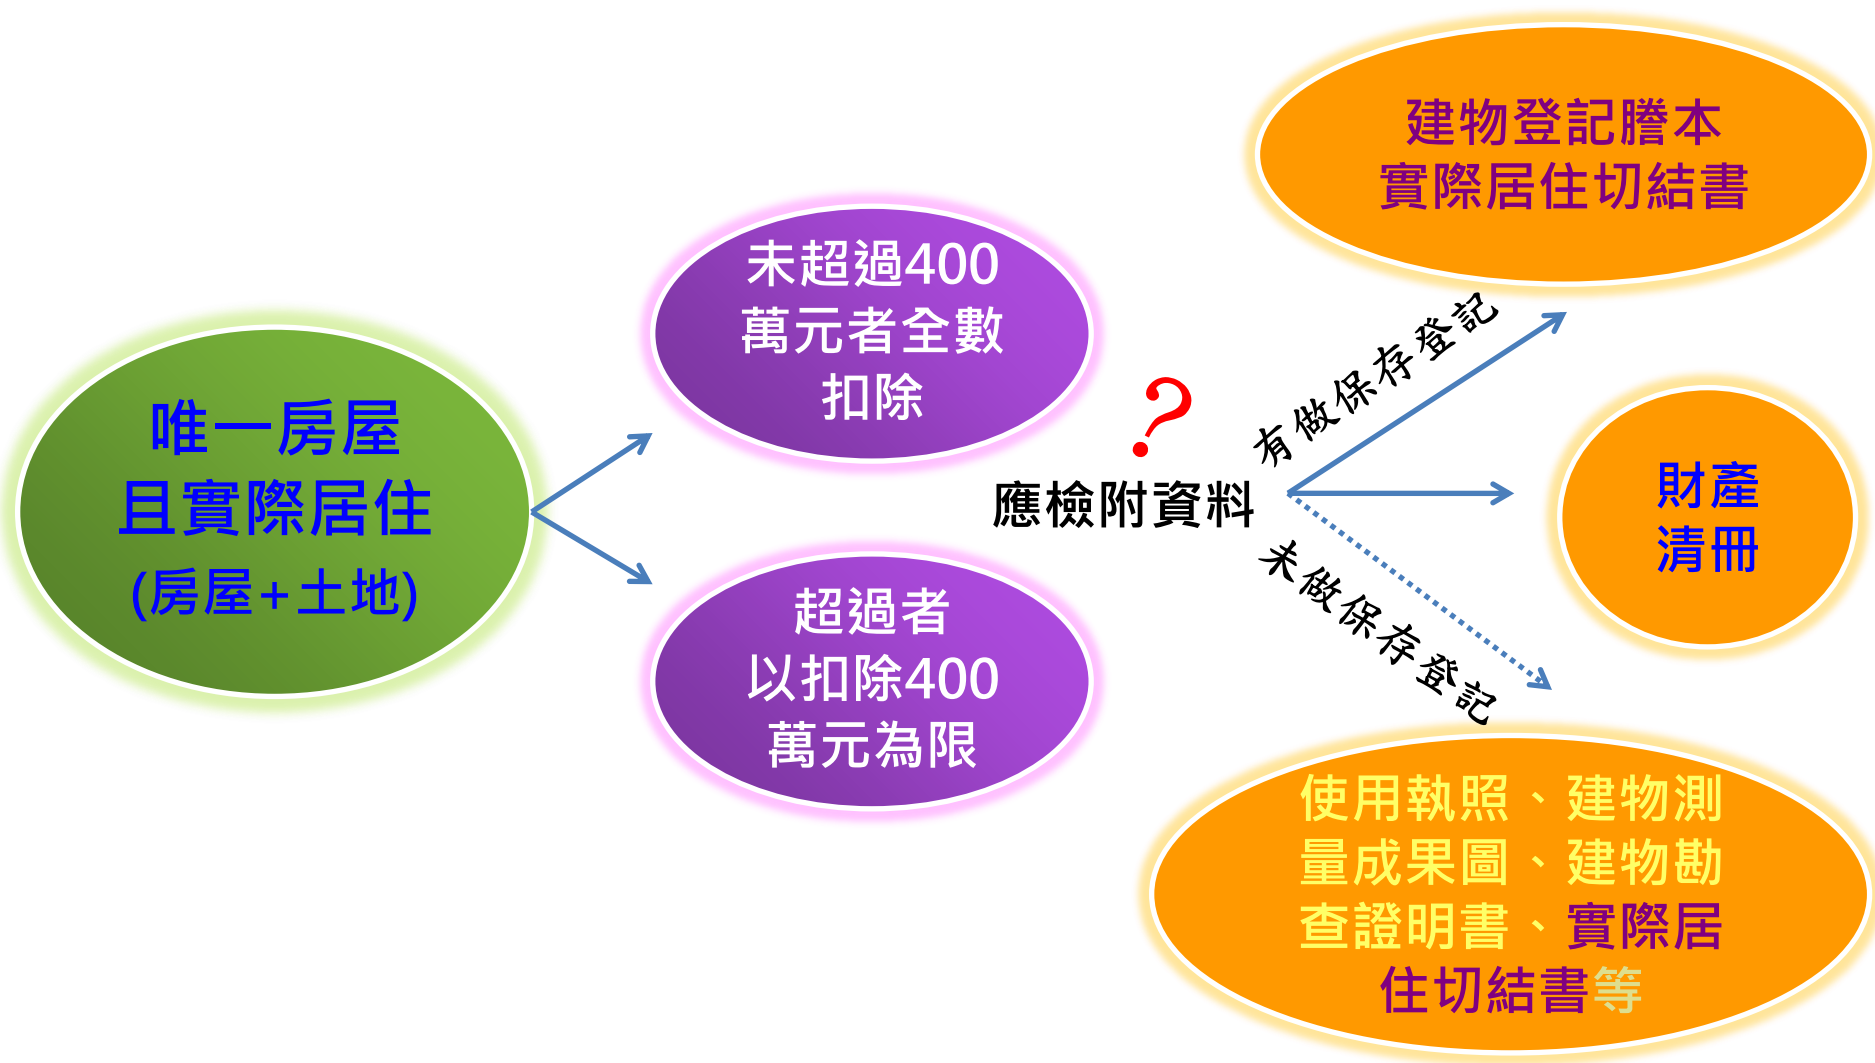 唯一房屋
且實際居住
(房屋+土地)
未超過400
萬元者全數
扣除
超過者
以扣除400
萬元為限
?
應檢附資料
有做保存登記
未做保存登記
建物登記謄本
實際居住切結書
財產
清冊
使用執照、建物測
量成果圖、建物勘
查證明書、實際居
住切結書等